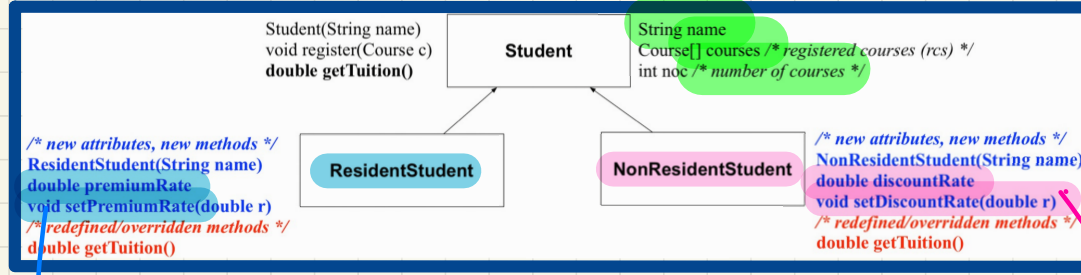 Student(String name)
void register(Course c)
double getTuition()
Student
String name
Course[] courses /* registered courses (rcs) */
int noc /* number of courses */
/* new attributes, new methods */
ResidentStudent(String name)
double premiumRate
void setPremiumRate(double r)
/* redefined/overridden methods */
double getTuition()
ResidentStudent
NonResidentStudent
/* new attributes, new methods */
NonResidentStudent(String name)
double discountRate
void setDiscountRate(double r)
/* redefined/overridden methods */
double getTuition()